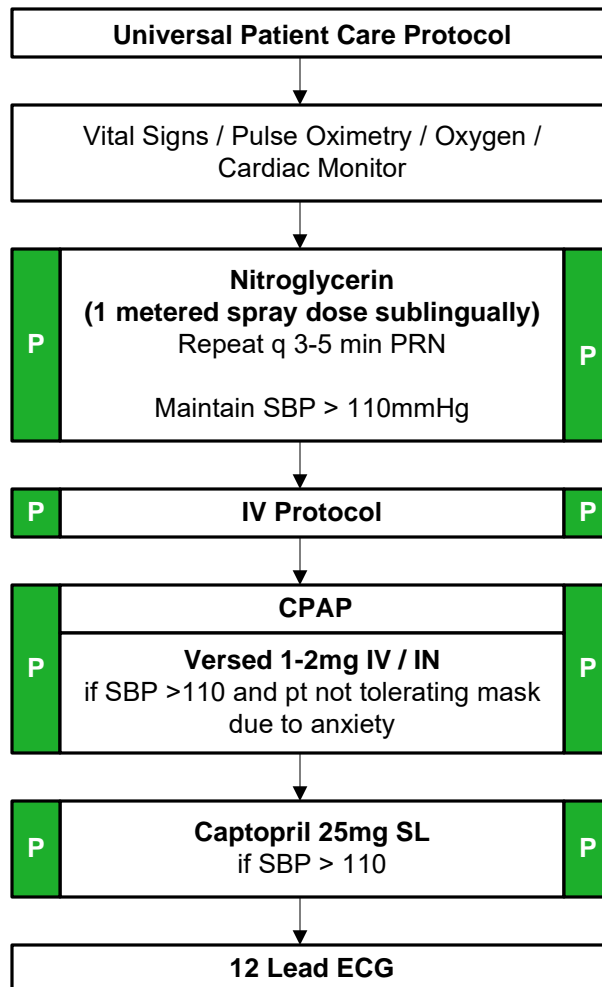 Universal Patient Care Protocol
Vital Signs / Pulse Oximetry / Oxygen /
Cardiac Monitor
P
Nitroglycerin
(1 metered spray dose sublingually)
Repeat q 3-5 min PRN
Maintain SBP > 110mmHg
P
P
IV Protocol
P
P
CPAP
Versed 1-2mg IV / IN
if SBP >110 and pt not tolerating mask
due to anxiety
P
P
Captopril 25mg SL
if SBP > 110
P
12 Lead ECG